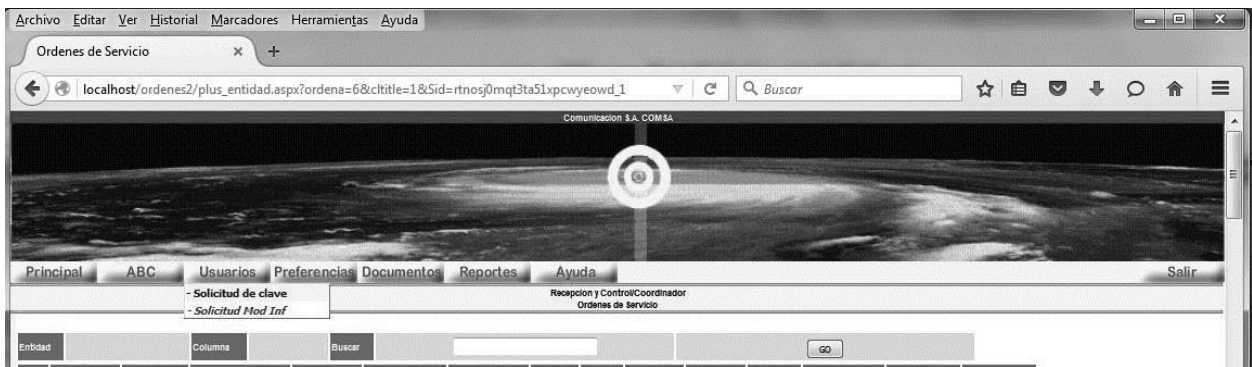 Archivo Editar Ver Historial Marcadores Herramientas Ayuda
Ordenes de Servicio
localhost/ordenes2/plus_entidad.aspx?ordena=6&cltitle=1&Sid=rtnosj0mqt3ta51xpcwyeowd_1
Buscar
Comunicacion S.A. COMSA
Principal ABC Usuarios Preferencias Documentos Reportes Ayuda Salir
- Solicitud de clave
- Solicitud Mod Inf
Recepcion y Control/Coordinador
Ordenes de Servicio
Entidad Columna Buscar GO